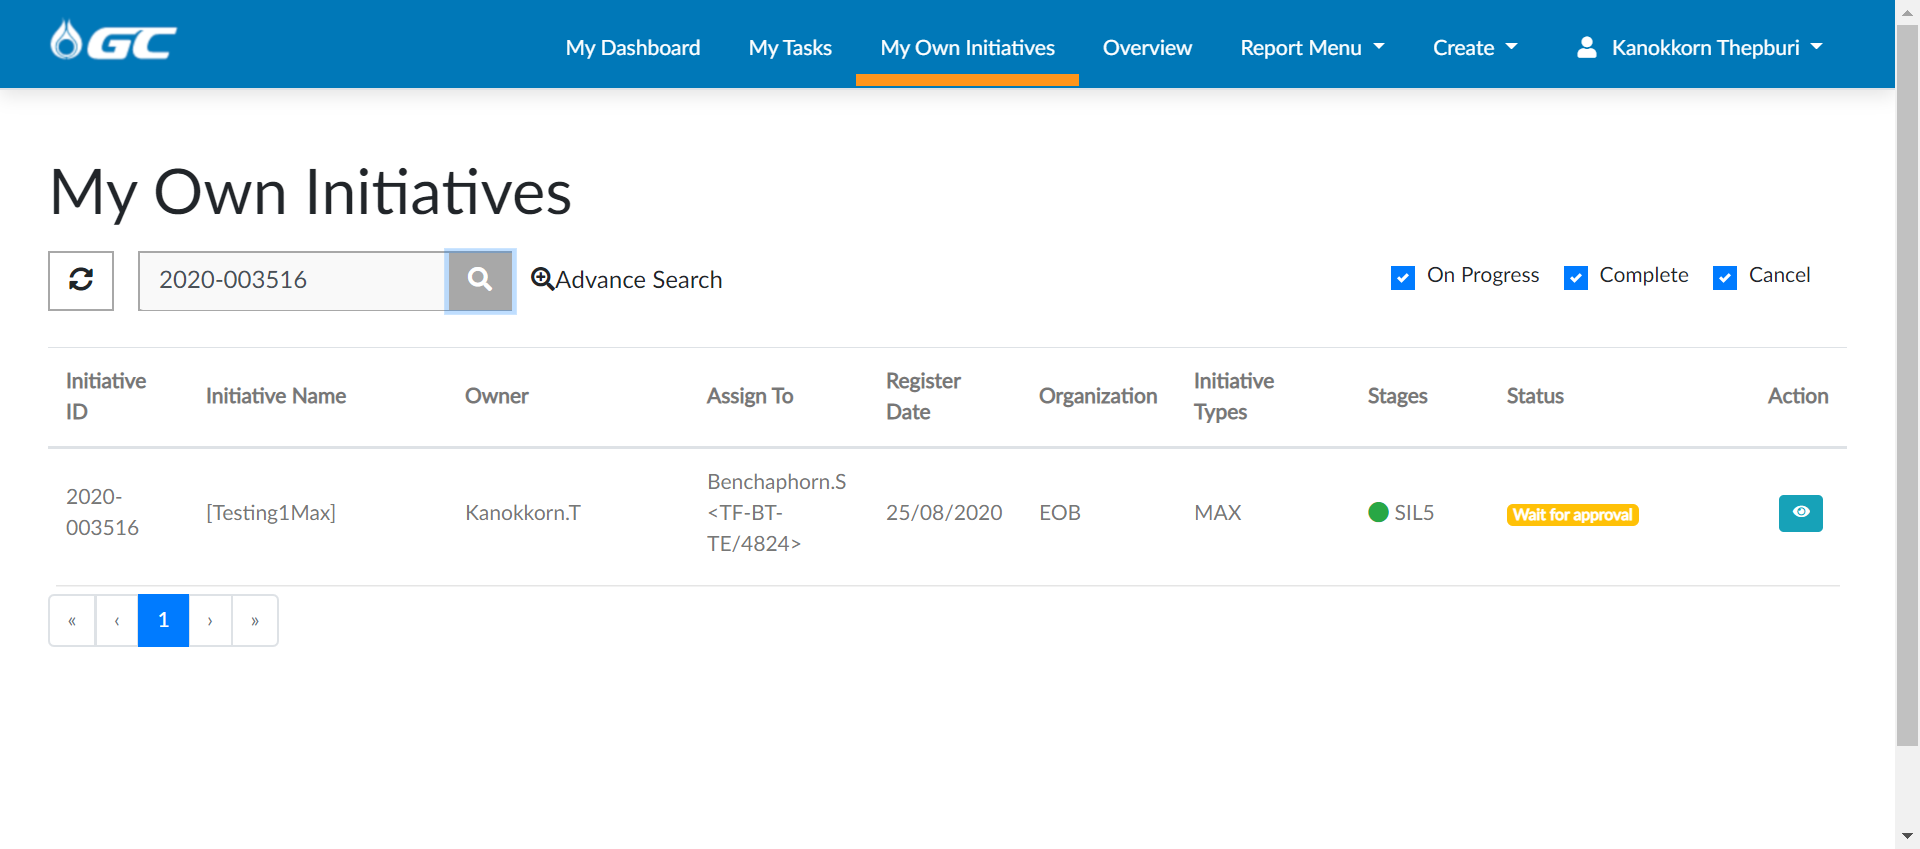 GC
My Dashboard
My Tasks
My Own Initiatives
Overview
Report Menu
Create
Kanokkorn Thepburi
My Own Initiatives
2020-003516
Advance Search
On Progress
Complete
Cancel
Initiative
ID
Initiative Name
Owner
Assign To
Register
Date
Organization
Initiative
Types
Stages
Status
Action
2020-
003516
[Testing1Max]
Kanokkorn.T
Benchaphorn.S
<TF-BT-
TE/4824>
25/08/2020
EOB
MAX
SIL5
Wait for approval
« ‹ 1 › »